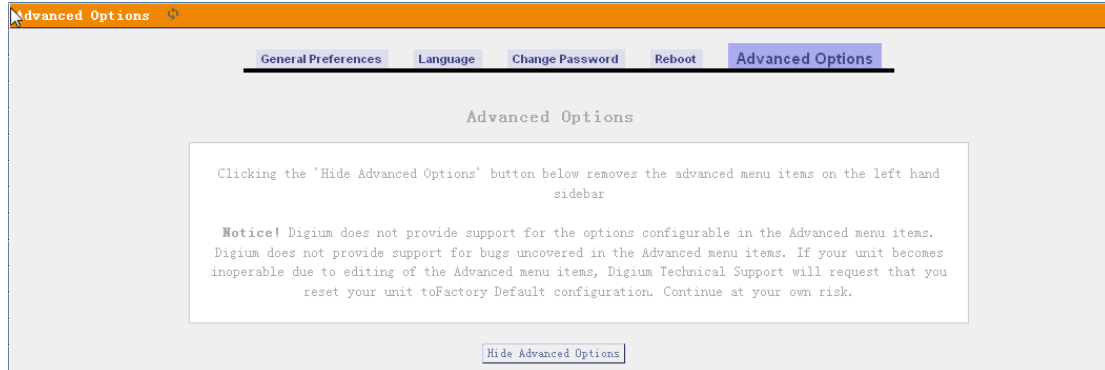 Advanced Options
General Preferences Language Change Password Reboot Advanced Options
Advanced Options
Clicking the 'Hide Advanced Options' button below removes the advanced menu items on the left hand
sidebar
Notice! Digium does not provide support for the options configurable in the Advanced menu items.
Digium does not provide support for bugs uncovered in the Advanced menu items. If your unit becomes
inoperable due to editing of the Advanced menu items, Digium Technical Support will request that you
reset your unit toFactory Default configuration. Continue at your own risk.
Hide Advanced Options